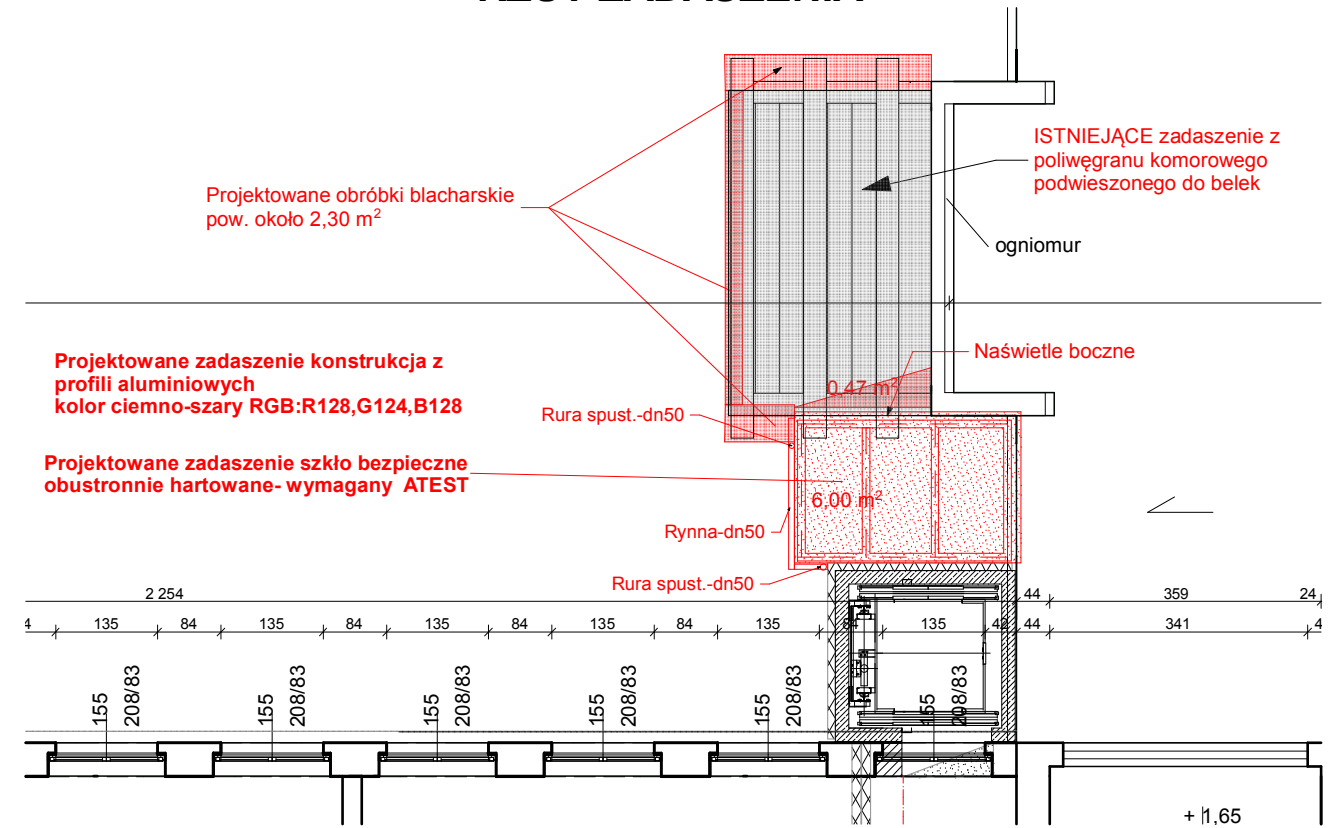 ISTNIEJĄCE zadaszenie z
poliwęgranu komorowego
podwieszonego do belek
Projektowane obróbki blacharskie
pow. około 2,30 m²
ogniomur
Projektowane zadaszenie konstrukcja z
profili aluminiowych
kolor ciemno-szary RGB:R128,G124,B128
Naświetle boczne
0,47 m²
Rura spust.-dn50
Projektowane zadaszenie szkło bezpieczne
obustronnie hartowane- wymagany ATEST
6,00 m²
Rynna-dn50
Rura spust.-dn50
2 254 44 359 24
4 135 84 135 84 135 84 135 84 135 84 135 42 44 341 4
155 208/83 155 208/83 155 208/83 155 208/83 155 208/83 155 208/83
+ 1,65